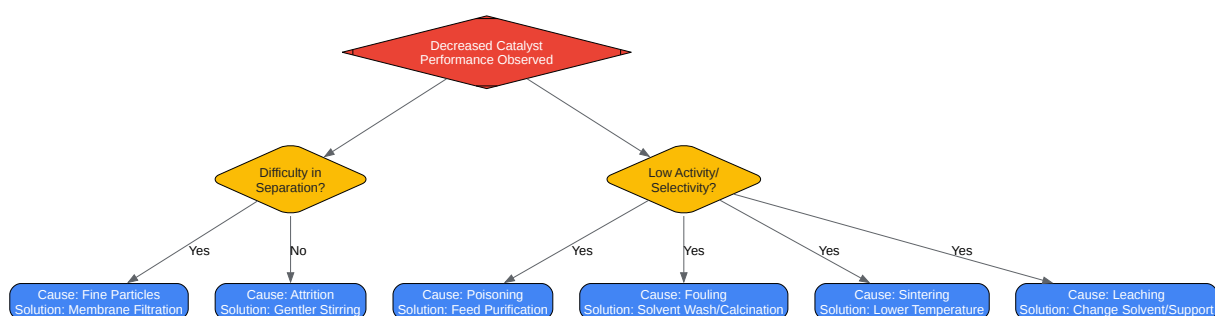 Decreased Catalyst
Performance Observed
Difficulty in
Separation?
Low Activity/
Selectivity?
Yes
No
Yes
Yes
Yes
Yes
Cause: Fine Particles
Solution: Membrane Filtration
Cause: Attrition
Solution: Gentler Stirring
Cause: Poisoning
Solution: Feed Purification
Cause: Fouling
Solution: Solvent Wash/Calcination
Cause: Sintering
Solution: Lower Temperature
Cause: Leaching
Solution: Change Solvent/Support